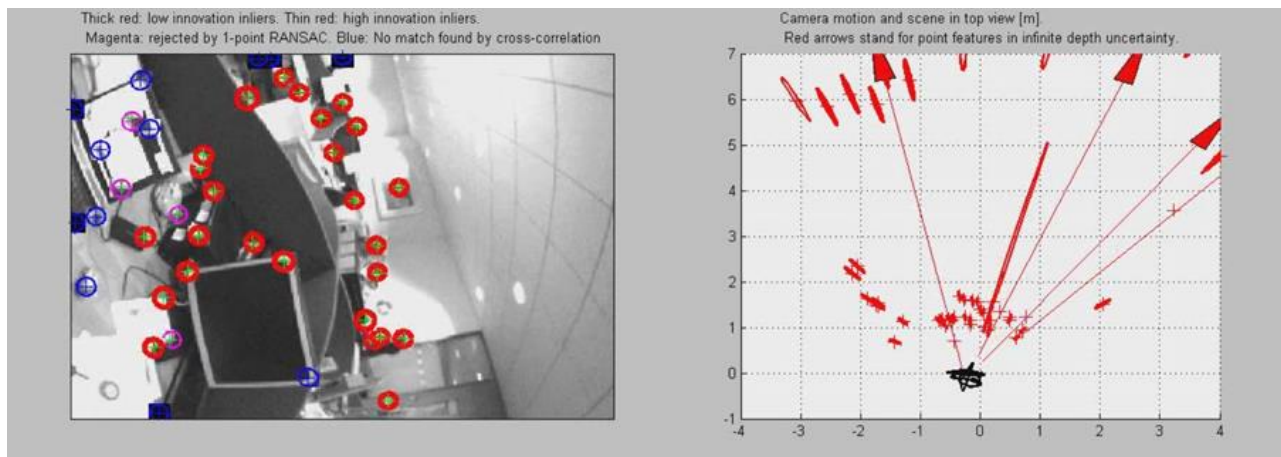 Thick red: low innovation inliers. Thin red: high innovation inliers.
Magenta: rejected by 1-point RANSAC. Blue: No match found by cross-correlation
Camera motion and scene in top view [m].
Red arrows stand for point features in infinite depth uncertainty.
7
6
5
4
3
2
1
0
-1
-4 -3 -2 -1 0 1 2 3 4